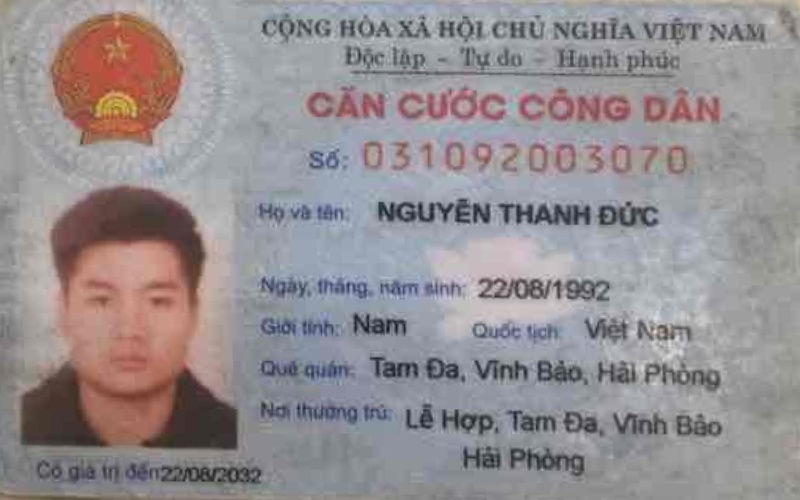 CỘNG HÒA XÃ HỘI CHỦ NGHĨA VIỆT NAM
Độc lập - Tự do - Hạnh phúc
CĂN CƯỚC CÔNG DÂN
Số: 031092003070
Họ và tên: NGUYỄN THANH ĐỨC
Ngày, tháng, năm sinh: 22/08/1992
Giới tính: Nam Quốc tịch: Việt Nam
Quê quán: Tam Đa, Vĩnh Bảo, Hải Phòng
Nơi thường trú: Lễ Hợp, Tam Đa, Vĩnh Bảo
Hải Phòng
Có giá trị đến: 22/08/2032